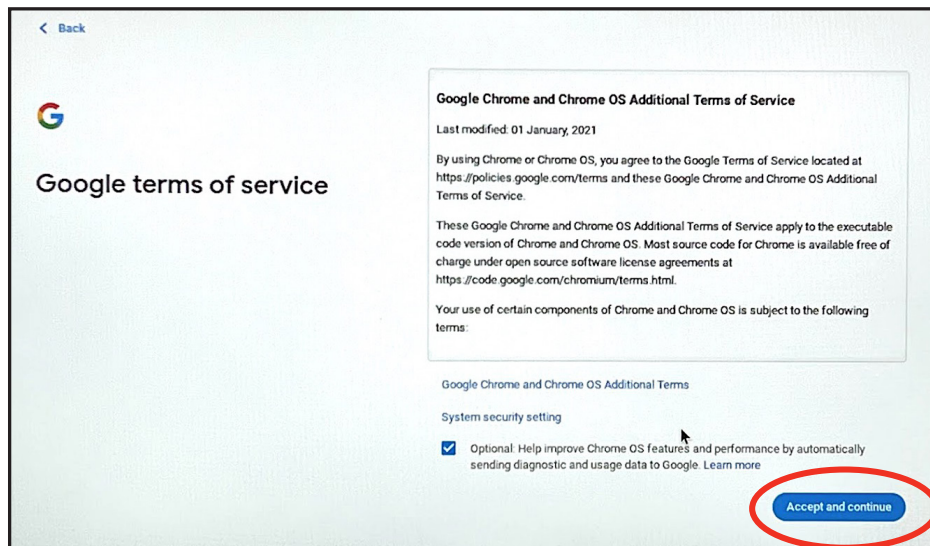 Back
Google terms of service
Google Chrome and Chrome OS Additional Terms of Service
Last modified: 01 January, 2021
By using Chrome or Chrome OS, you agree to the Google Terms of Service located at
https://policies.google.com/terms and these Google Chrome and Chrome OS Additional
Terms of Service.
These Google Chrome and Chrome OS Additional Terms of Service apply to the executable
code version of Chrome and Chrome OS. Most source code for Chrome is available free of
charge under open source software license agreements at
https://code.google.com/chromium/terms.html.
Your use of certain components of Chrome and Chrome OS is subject to the following
terms:
Google Chrome and Chrome OS Additional Terms
System security setting
Optional: Help improve Chrome OS features and performance by automatically
sending diagnostic and usage data to Google. Learn more
Accept and continue